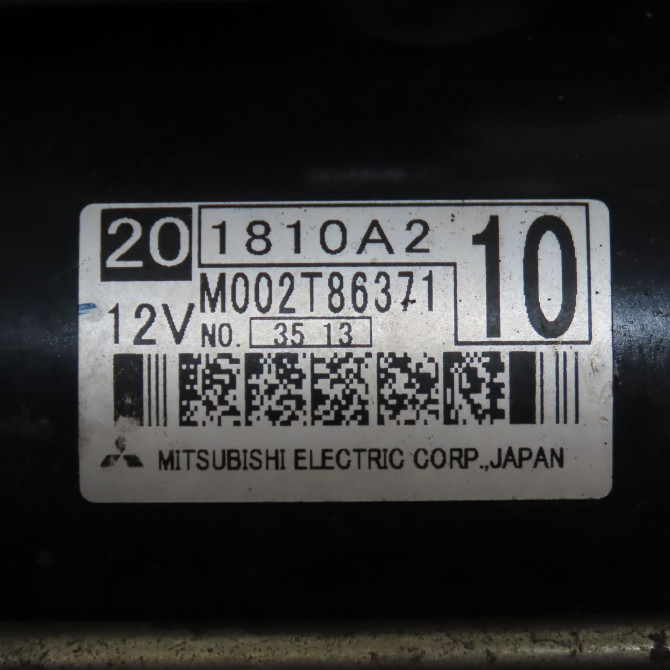 20 1810A2 10
M002T86371
12V NO. 35 13
MITSUBISHI ELECTRIC CORP.,JAPAN